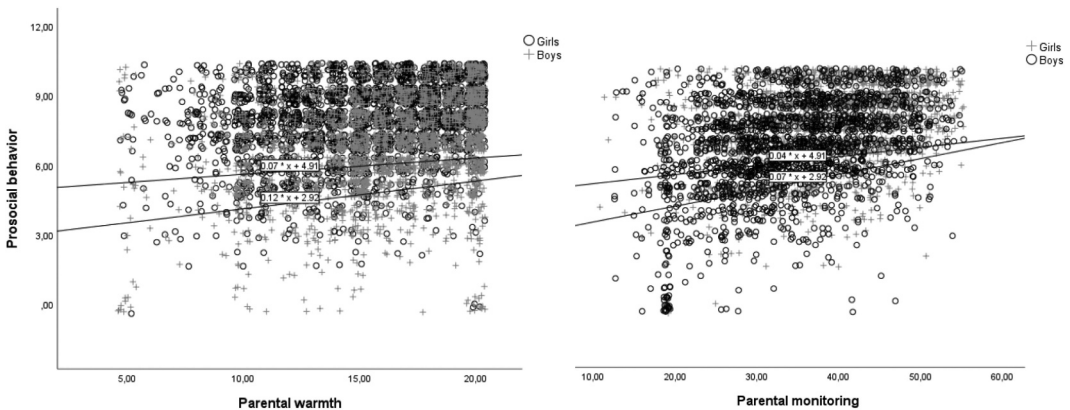 12,00
9,00
6,00
3,00
,00
Prosocial behavior
0.07 * x + 4.91
0.12 * x + 2.92
5,00 10,00 15,00 20,00
Parental warmth
Girls
Boys
0.04 * x + 4.91
0.07 * x + 2.92
10,00 20,00 30,00 40,00 50,00 60,00
Parental monitoring
Girls
Boys